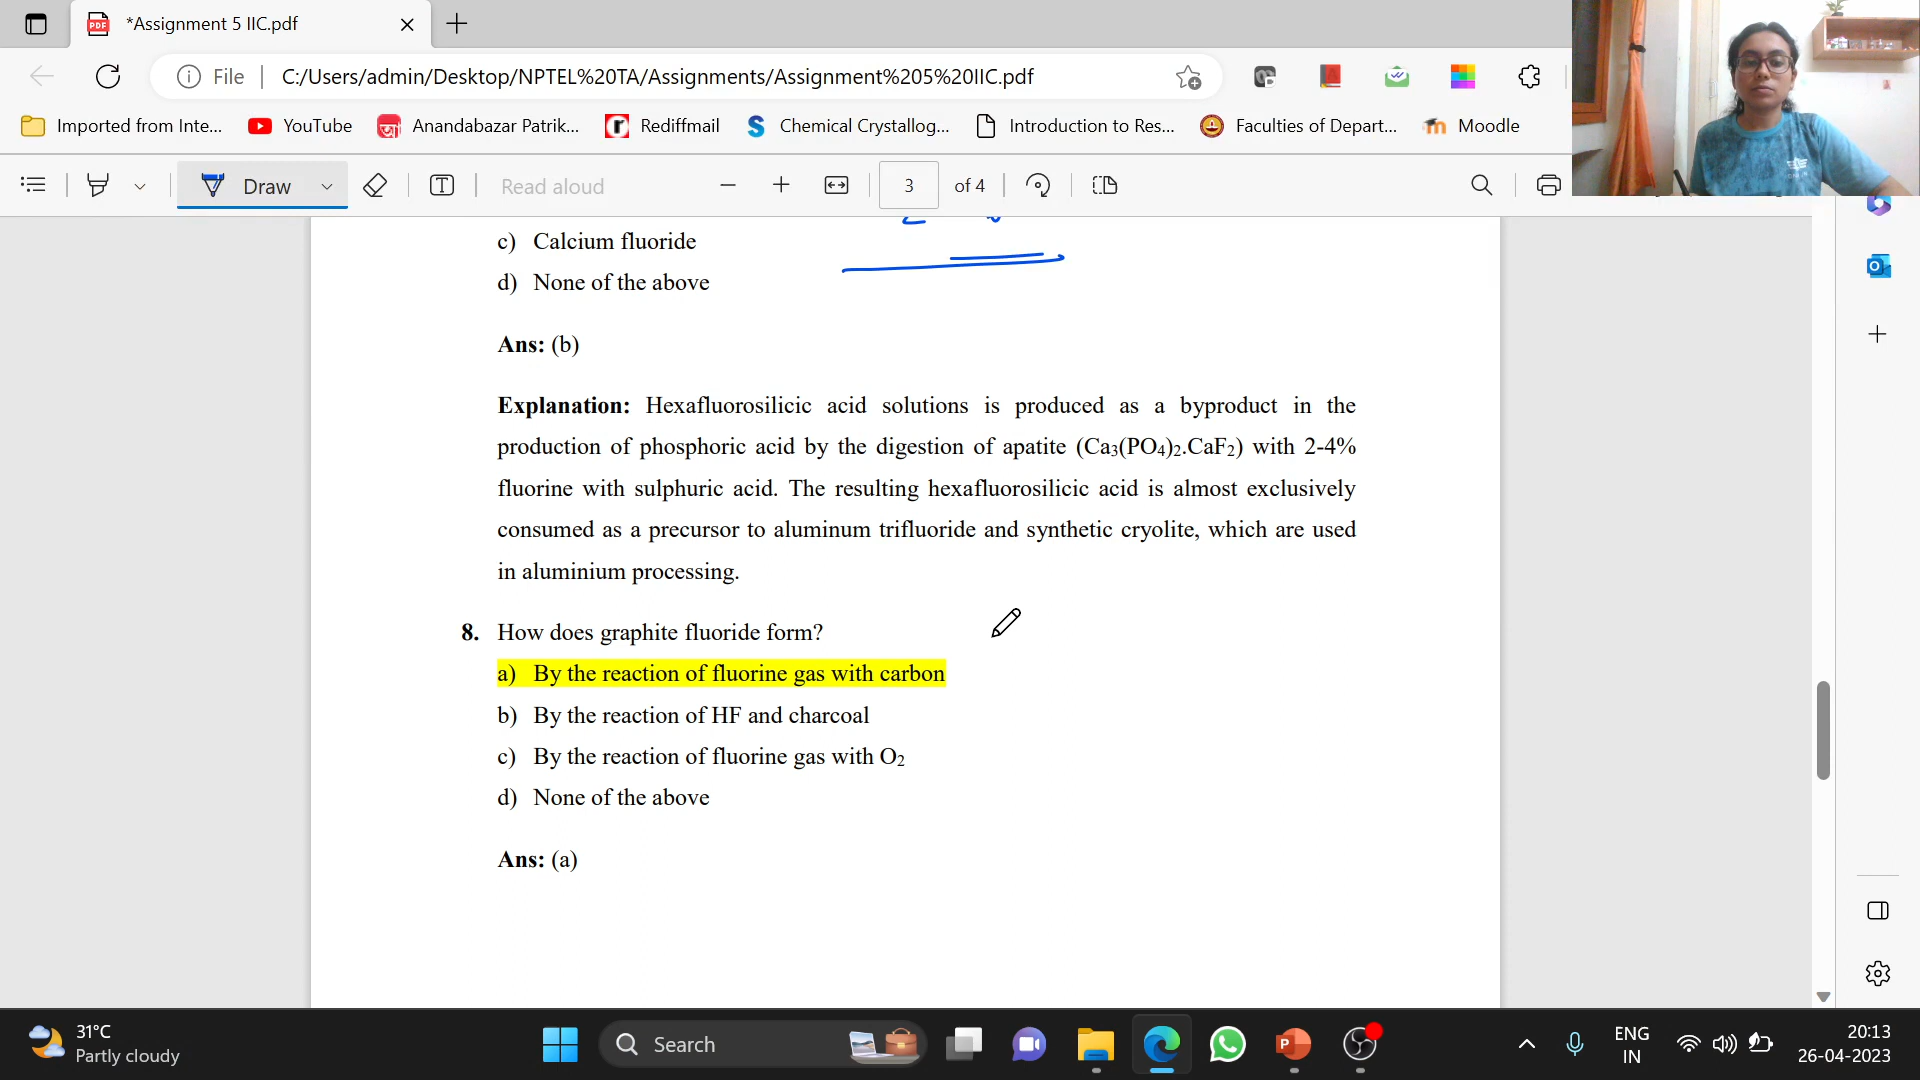 *Assignment 5 IIC.pdf
File C:/Users/admin/Desktop/NPTEL%20TA/Assignments/Assignment%205%20IIC.pdf
Imported from Inte... YouTube Anandabazar Patrik... Rediffmail Chemical Crystallog... Introduction to Res... Faculties of Depart... Moodle
Draw Read aloud 3 of 4
c) Calcium fluoride
d) None of the above
Ans: (b)
Explanation: Hexafluorosilicic acid solutions is produced as a byproduct in the
production of phosphoric acid by the digestion of apatite (Ca₃(PO₄)₂.CaF₂) with 2-4%
fluorine with sulphuric acid. The resulting hexafluorosilicic acid is almost exclusively
consumed as a precursor to aluminum trifluoride and synthetic cryolite, which are used
in aluminium processing.
8. How does graphite fluoride form?
a) By the reaction of fluorine gas with carbon
b) By the reaction of HF and charcoal
c) By the reaction of fluorine gas with O₂
d) None of the above
Ans: (a)
31°C
Partly cloudy
Search
ENG
IN
20:13
26-04-2023